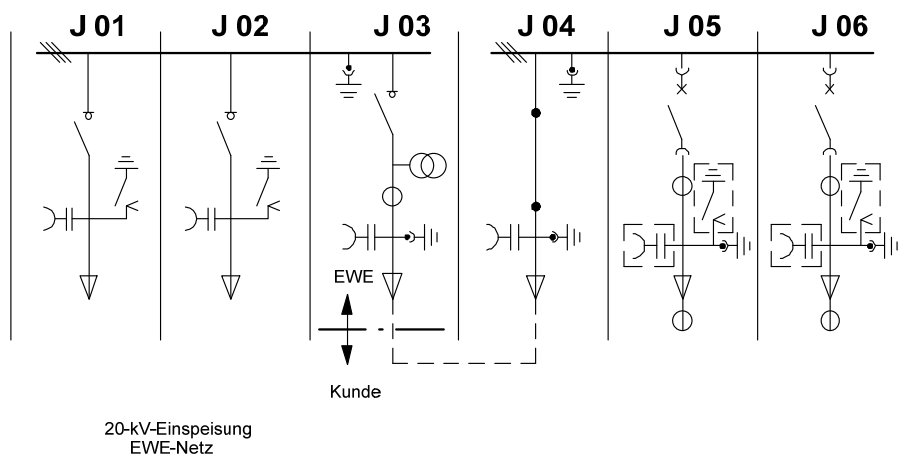 J 01 J 02 J 03 J 04 J 05 J 06
EWE
Kunde
20-kV-Einspeisung
EWE-Netz